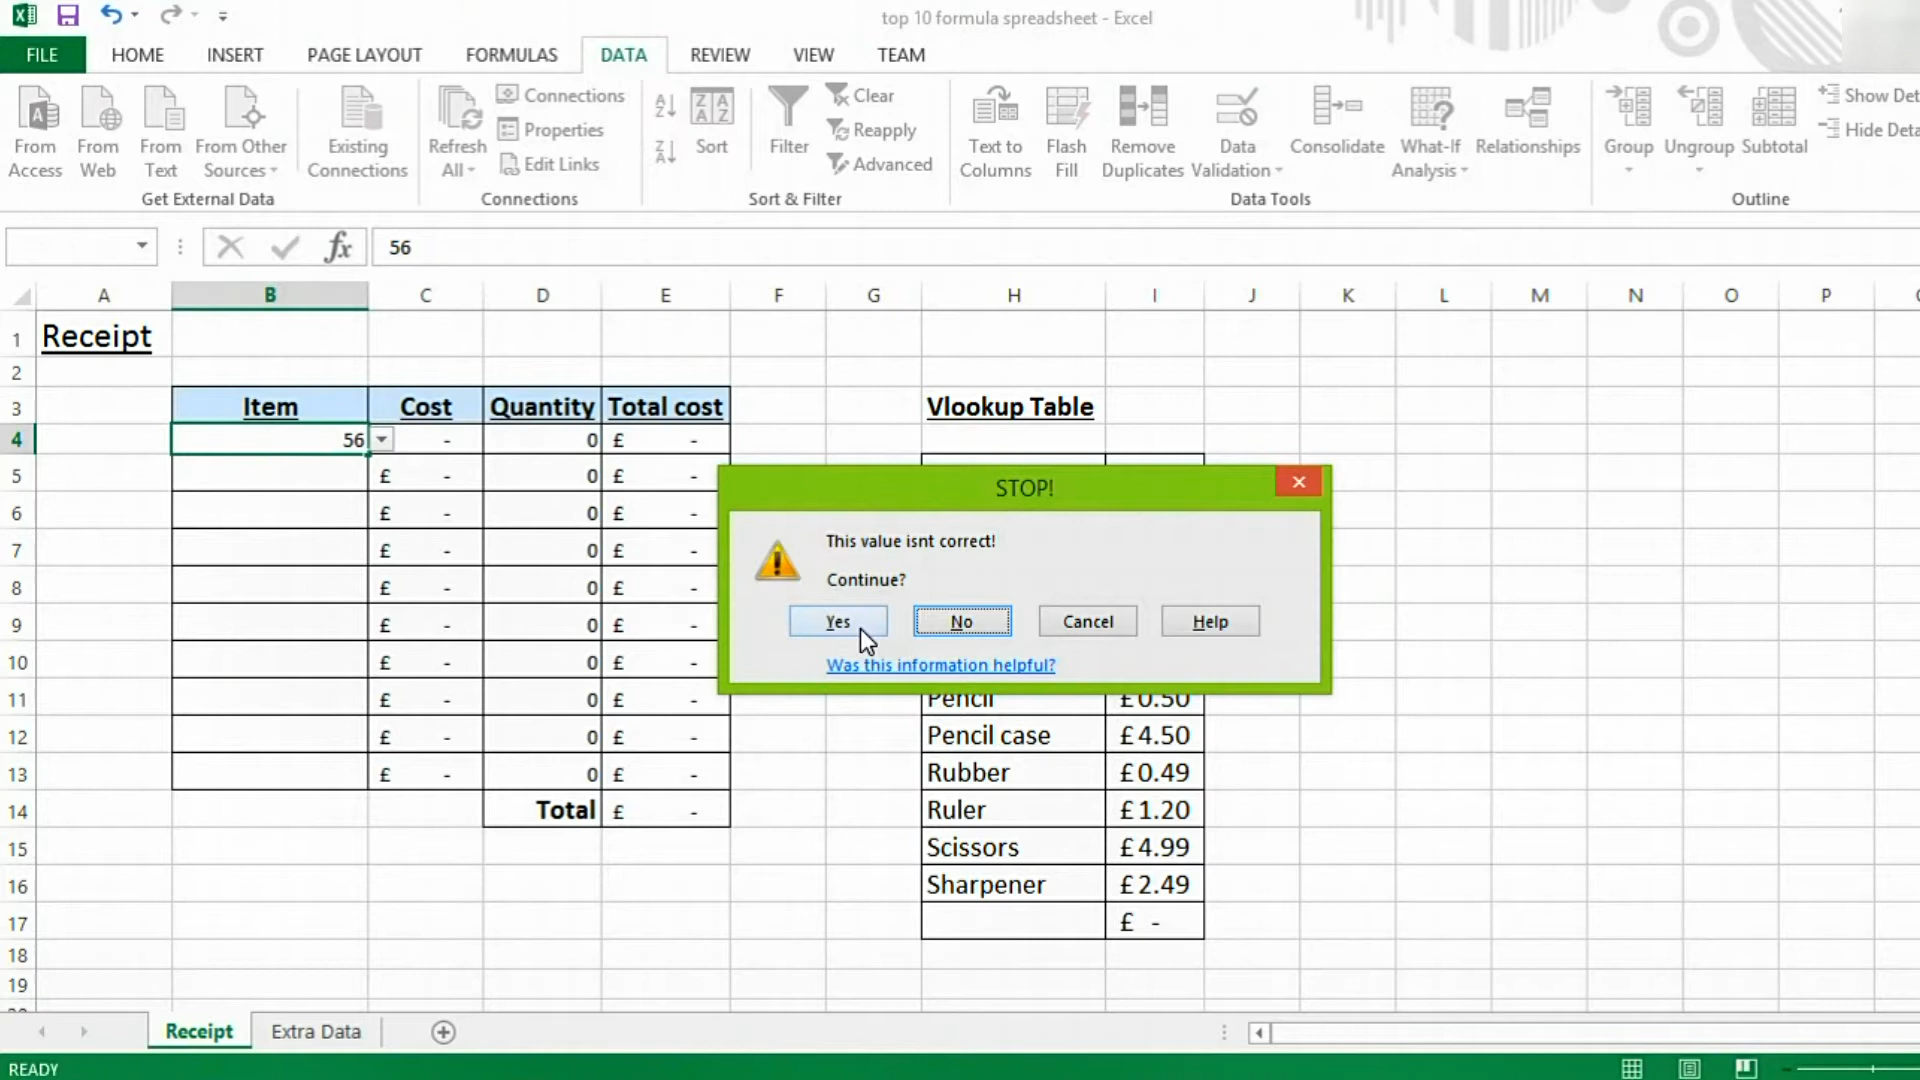 top 10 formula spreadsheet - Excel
FILE HOME INSERT PAGE LAYOUT FORMULAS DATA REVIEW VIEW TEAM
From Access
From Web
From Text
From Other Sources
Existing Connections
Get External Data
Refresh All
Connections
Properties
Edit Links
Connections
Sort
Filter
Clear
Reapply
Advanced
Sort & Filter
Text to Columns
Flash Fill
Remove Duplicates
Data Validation
Consolidate
What-If Analysis
Relationships
Data Tools
Group
Ungroup
Subtotal
Show Det
Hide Deta
Outline
fx 56
A B C D E F G H I J K L M N O P
1 Receipt
2
3 Item Cost Quantity Total cost Vlookup Table
4 56 - 0 £ -
5 £ - 0 £ -
6 £ - 0 £ -
7 £ - 0 £ -
8 £ - 0 £ -
9 £ - 0 £ -
10 £ - 0 £ -
11 £ - 0 £ - Pencil £0.50
12 £ - 0 £ - Pencil case £4.50
13 £ - 0 £ - Rubber £0.49
14 Total £ - Ruler £1.20
15 Scissors £4.99
16 Sharpener £2.49
17 £ -
18
19
STOP!
This value isnt correct!
Continue?
Yes No Cancel Help
Was this information helpful?
Receipt Extra Data
READY